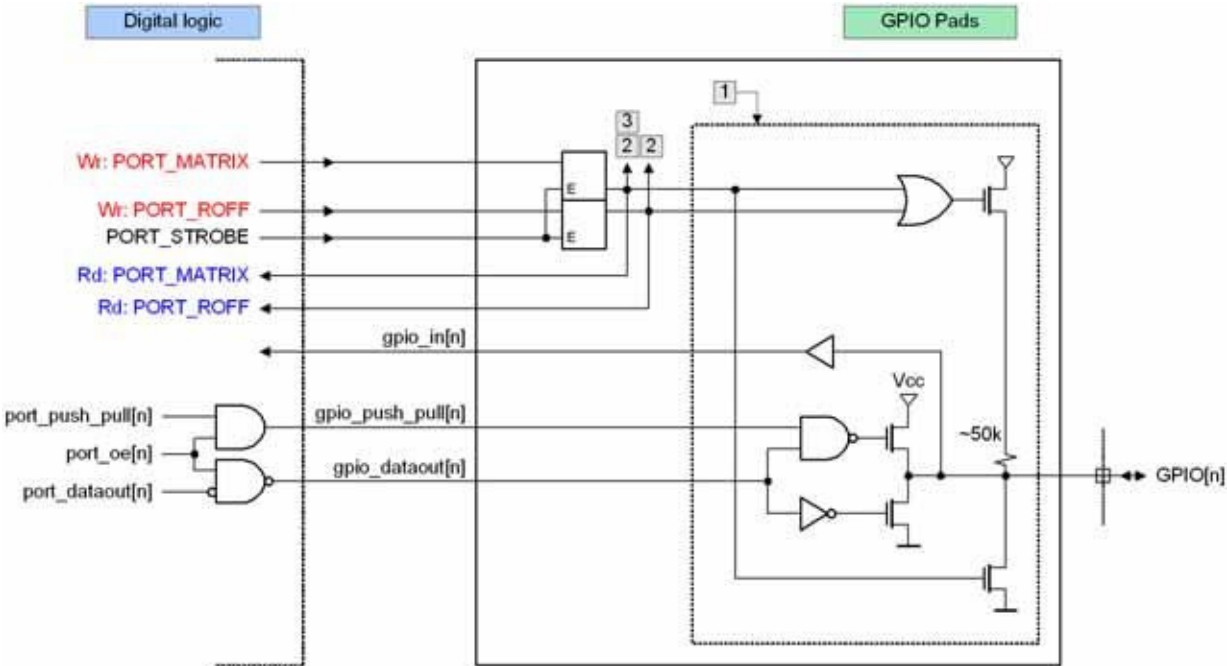 Digital logic
GPIO Pads
1
3
2 2
Wr: PORT_MATRIX
E
Wr: PORT_ROFF
PORT_STROBE
E
Rd: PORT_MATRIX
Rd: PORT_ROFF
gpio_in[n]
Vcc
port_push_pull[n]
gpio_push_pull[n]
~50k
port_oe[n]
gpio_dataout[n]
GPIO[n]
port_dataout[n]